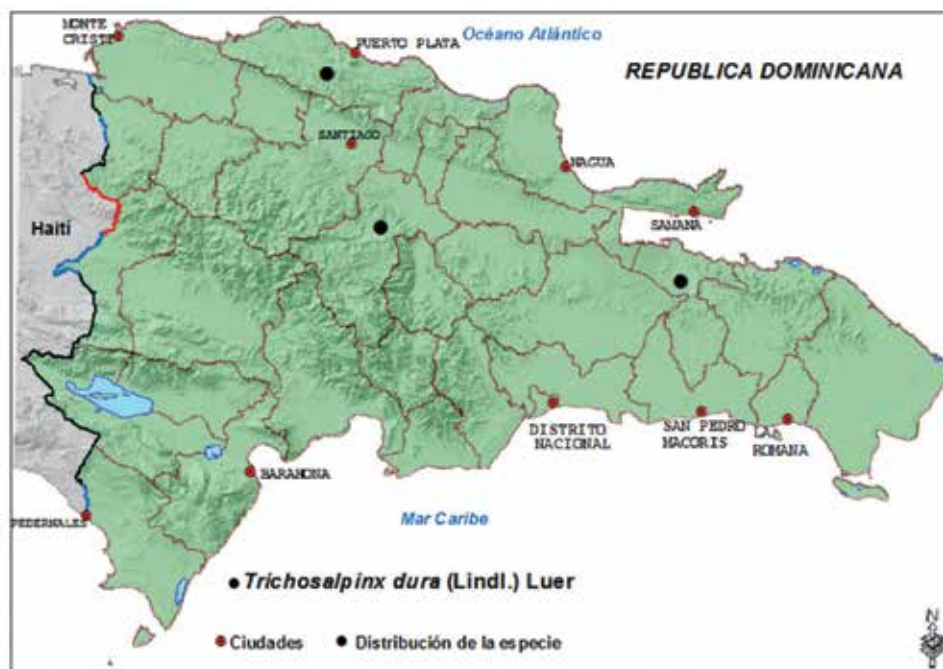 MONTE
CRISTI
PUERTO PLATA
Océano Atlántico
REPUBLICA DOMINICANA
SANTIAGO
NAGUA
SAMANA
Haití
DISTRITO
NACIONAL
SAN PEDRO
MACORIS
LA
ROMANA
BARAHONA
PEDERNALES
Mar Caribe
Trichosalpinx dura (Lindl.) Luer
Ciudades
Distribución de la especie
N